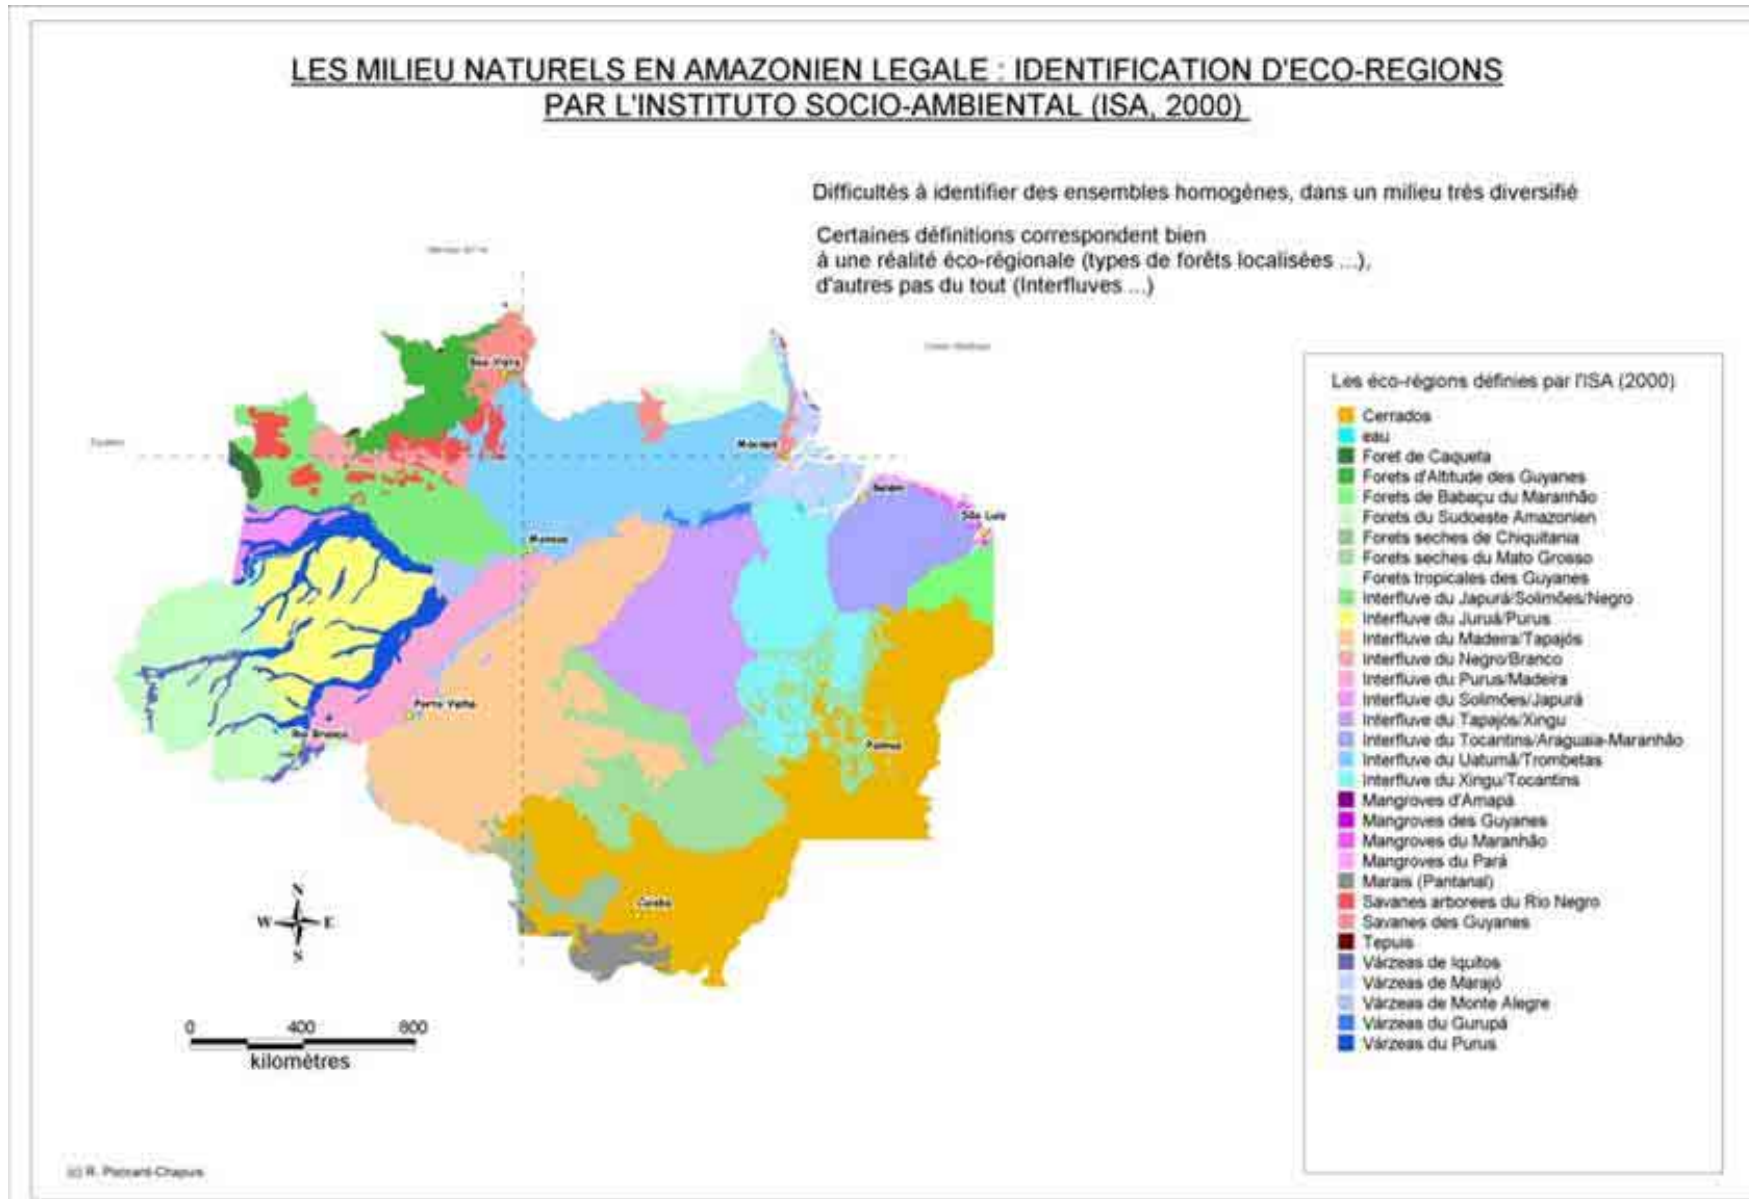 LES MILIEU NATURELS EN AMAZONIEN LEGALE : IDENTIFICATION D'ECO-REGIONS
PAR L'INSTITUTO SOCIO-AMBIENTAL (ISA, 2000)
Difficultés à identifier des ensembles homogènes, dans un milieu très diversifié
Certaines définitions correspondent bien
à une réalité éco-régionale (types de forêts localisées ...),
d'autres pas du tout (Interfluves ...)
Boa Vista
Macapa
Belém
São Luis
Manaus
Porto Velho
Rio Branco
Palmas
Cuiaba
N
W E
S
0 400 800
kilomètres
Les éco-régions définies par l'ISA (2000)
Cerrados
eau
Foret de Caqueta
Forets d'Altitude des Guyanes
Forets de Babaçu du Maranhão
Forets du Sudoeste Amazonien
Forets seches de Chiquitania
Forets seches du Mato Grosso
Forets tropicales des Guyanes
Interfluve du Japurá/Solimões/Negro
Interfluve du Juruá/Purus
Interfluve du Madeira/Tapajós
Interfluve du Negro/Branco
Interfluve du Purus/Madeira
Interfluve du Solimões/Japurá
Interfluve du Tapajós/Xingu
Interfluve du Tocantins/Araguaia-Maranhão
Interfluve du Uatumã/Trombetas
Interfluve du Xingu/Tocantins
Mangroves d'Amapá
Mangroves des Guyanes
Mangroves du Maranhão
Mangroves du Pará
Marais (Pantanal)
Savanes arborees du Rio Negro
Savanes des Guyanes
Tepuis
Várzeas de Iquitos
Várzeas de Marajó
Várzeas de Monte Alegre
Várzeas du Gurupá
Várzeas du Purus
(c) R. Poccard-Chapuis